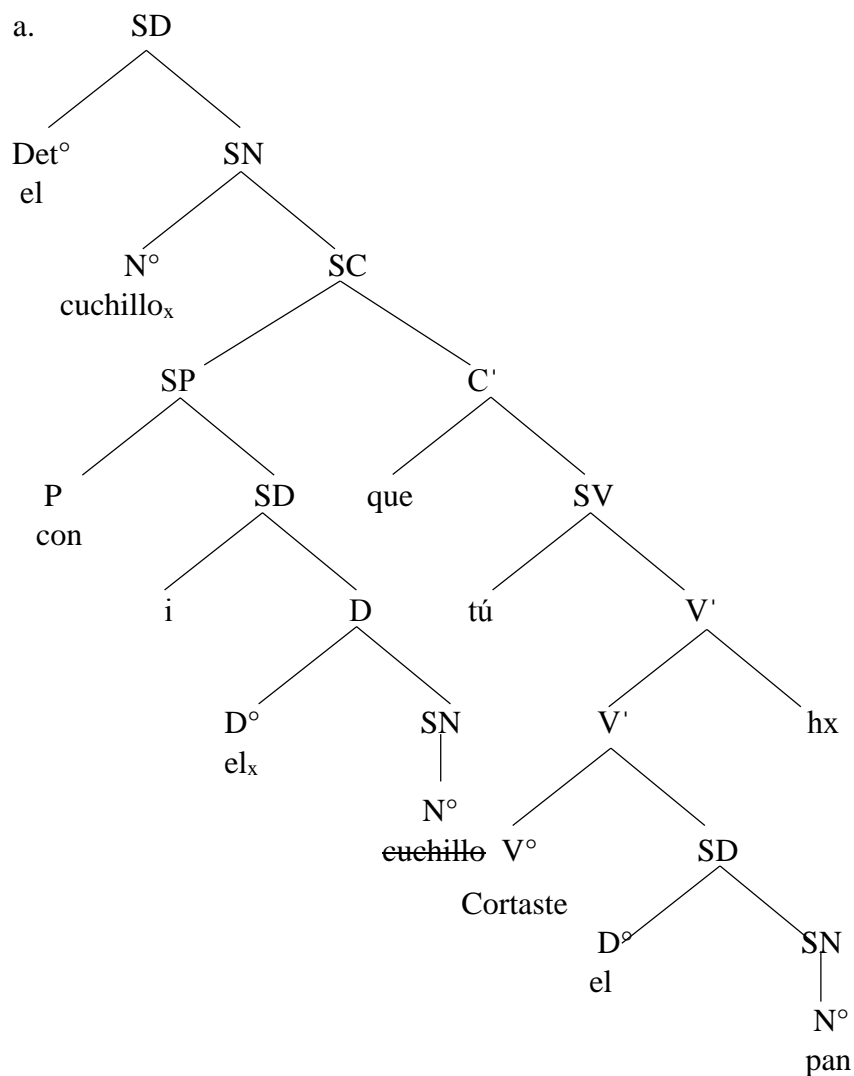 a. SD
Det° SN
el
N° SC
cuchilloₓ
SP C'
P SD que SV
con
i D tú V'
D° SN V' hx
elₓ
N°
cuchillo V° SD
Cortaste
D° SN
el
N°
pan